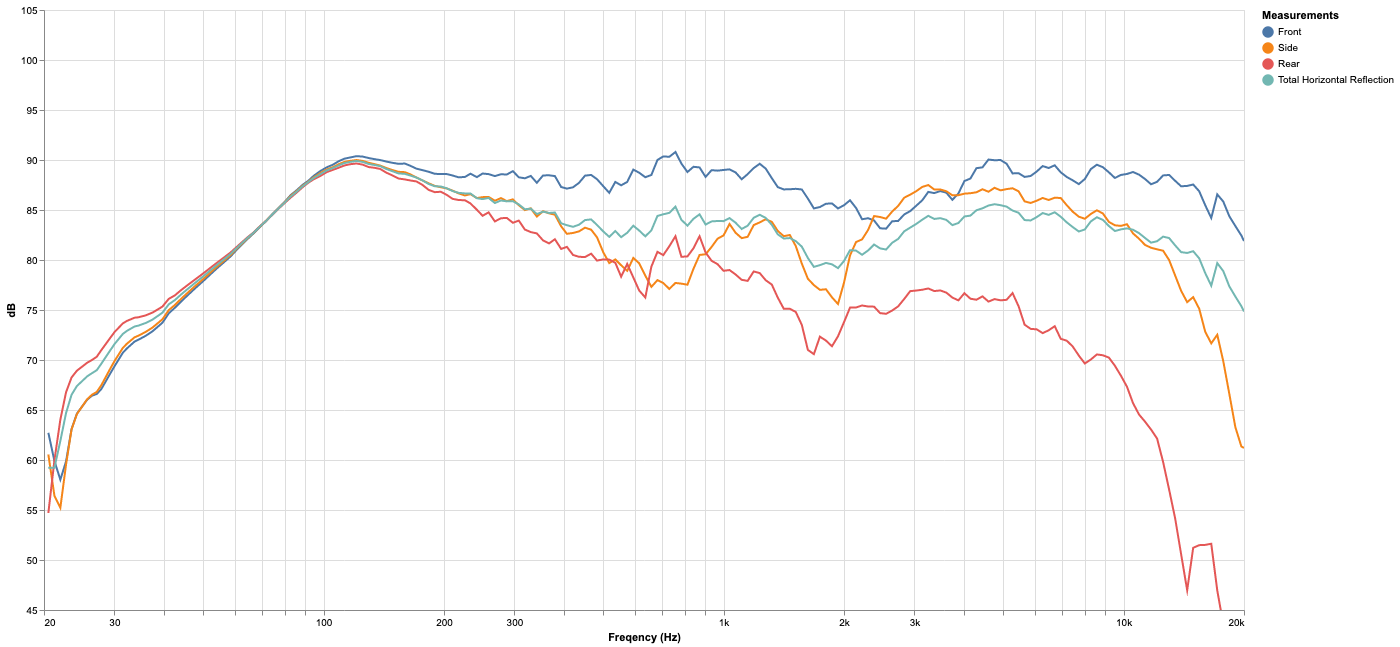 105
100
95
90
85
80
75
70
65
60
55
50
45
dB
20 30 100 200 300 1k 2k 3k 10k 20k
Freqency (Hz)
Measurements
Front
Side
Rear
Total Horizontal Reflection